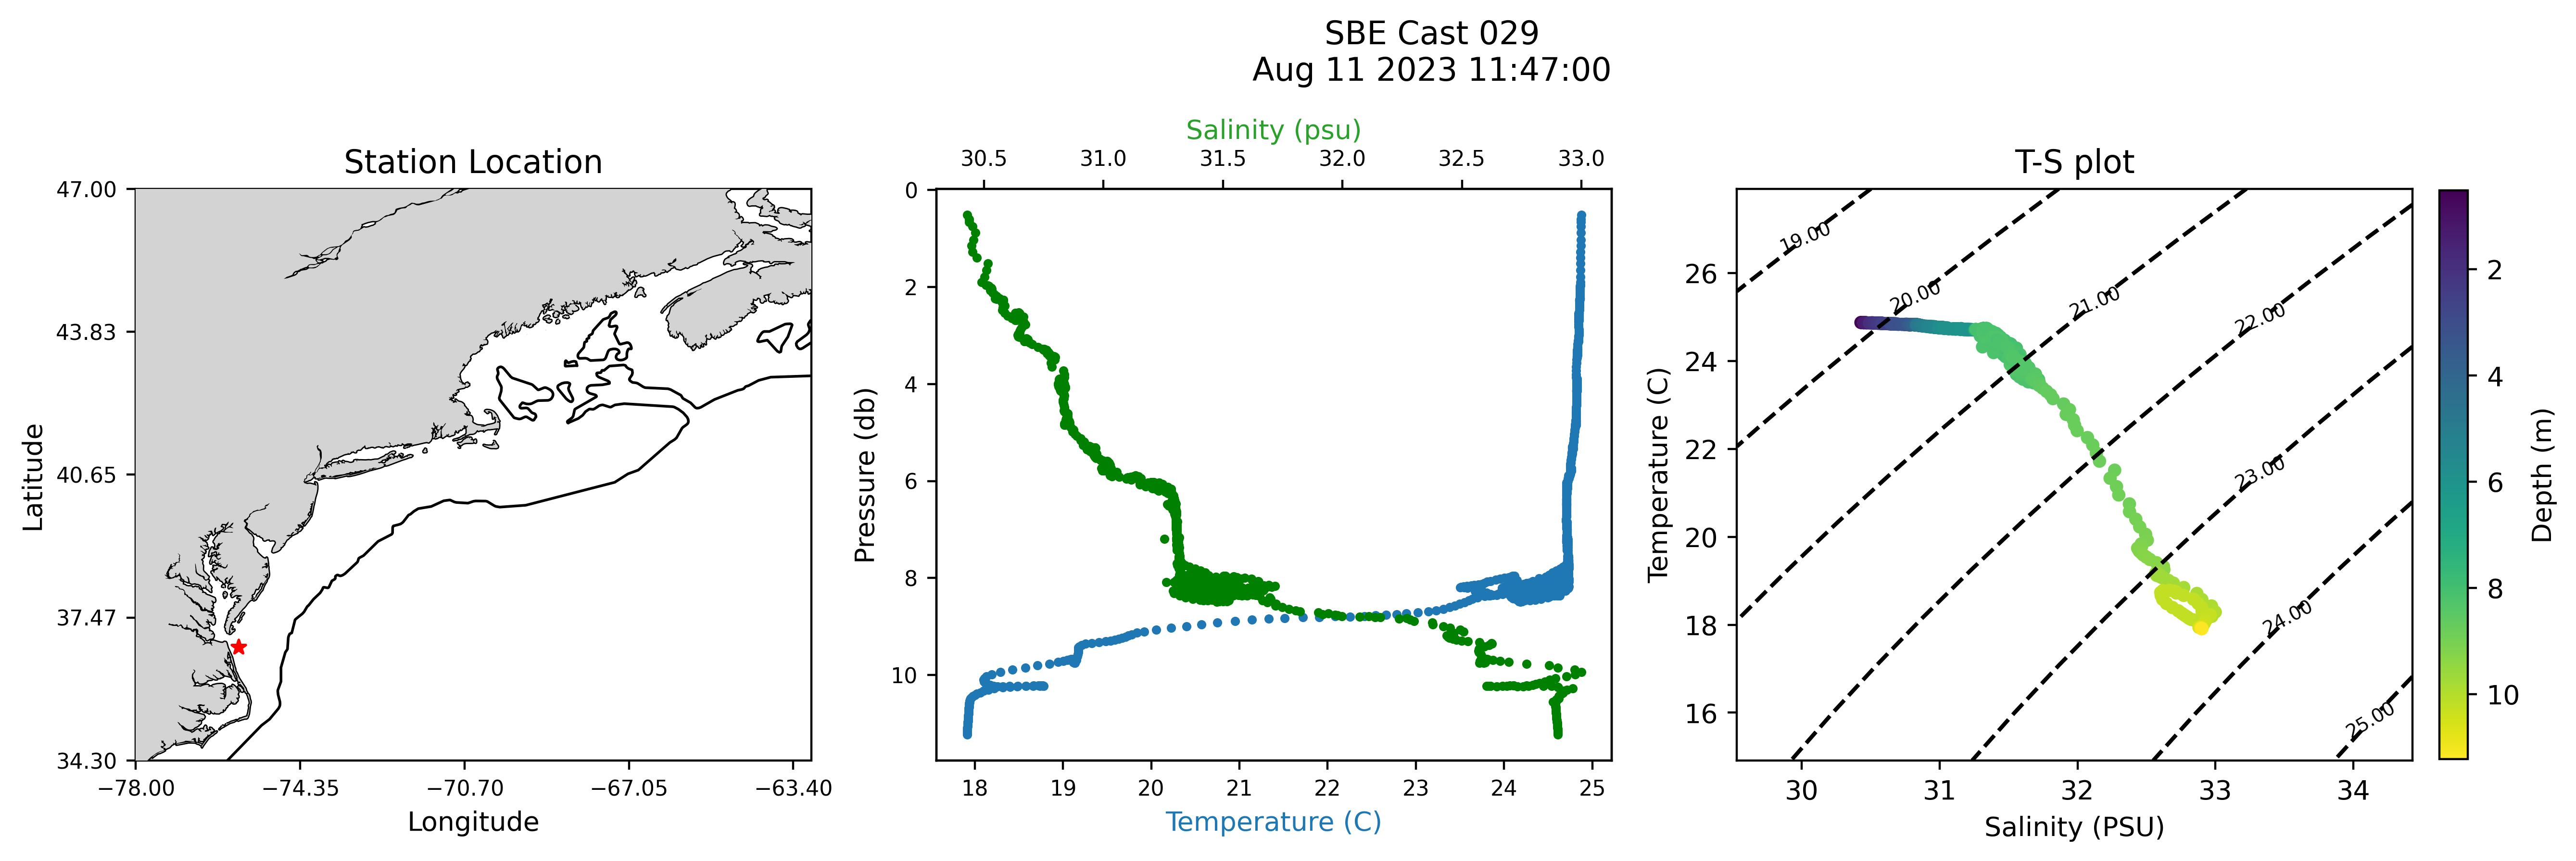 SBE Cast 029
Aug 11 2023 11:47:00
Station Location
47.00
43.83
40.65
37.47
34.30
Latitude
−78.00 −74.35 −70.70 −67.05 −63.40
Longitude
Salinity (psu)
30.5 31.0 31.5 32.0 32.5 33.0
0
2
4
6
8
10
Pressure (db)
18 19 20 21 22 23 24 25
Temperature (C)
T-S plot
26
24
22
20
18
16
Temperature (C)
19.00
20.00
21.00
22.00
23.00
24.00
25.00
30 31 32 33 34
Salinity (PSU)
2
4
6
8
10
Depth (m)